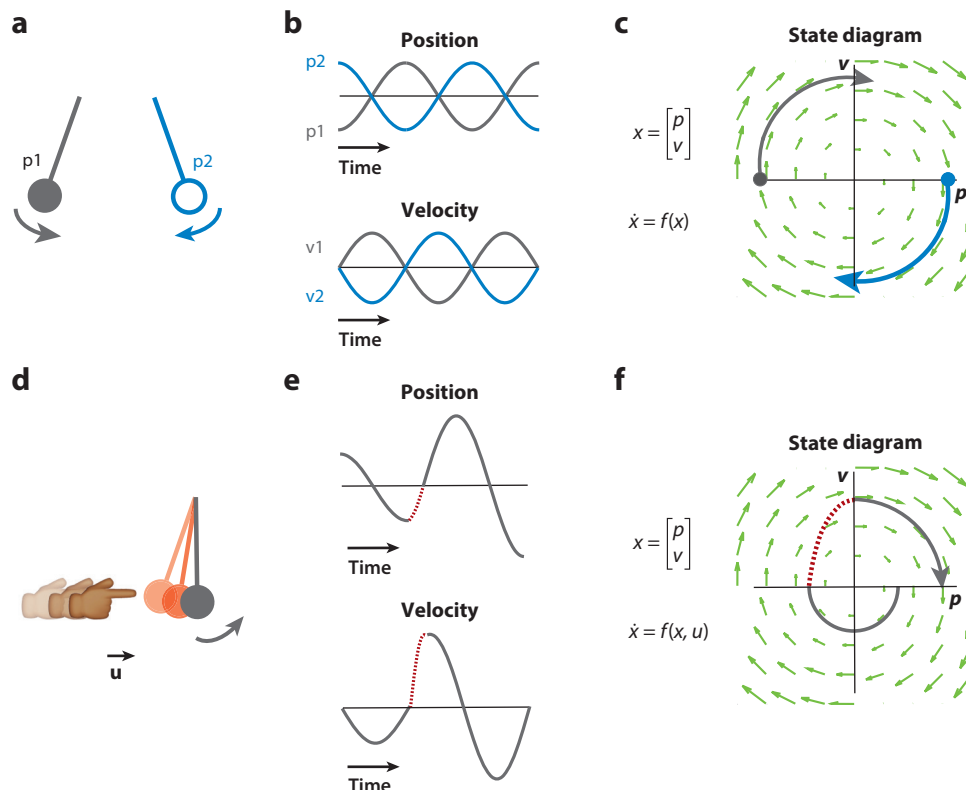 a
p1
p2
b
Position
p2
p1
Time
Velocity
v1
v2
Time
c
State diagram
v
x = [p
v]
p
ẋ = f(x)
d
u
e
Position
Time
Velocity
Time
f
State diagram
v
x = [p
v]
p
ẋ = f(x, u)